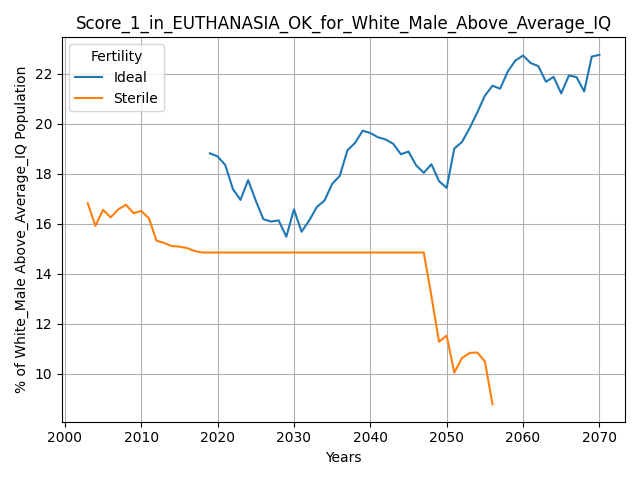 Score_1_in_EUTHANASIA_OK_for_White_Male_Above_Average_IQ
Fertility
Ideal
Sterile
% of White_Male Above_Average_IQ Population
22
20
18
16
14
12
10
2000 2010 2020 2030 2040 2050 2060 2070
Years